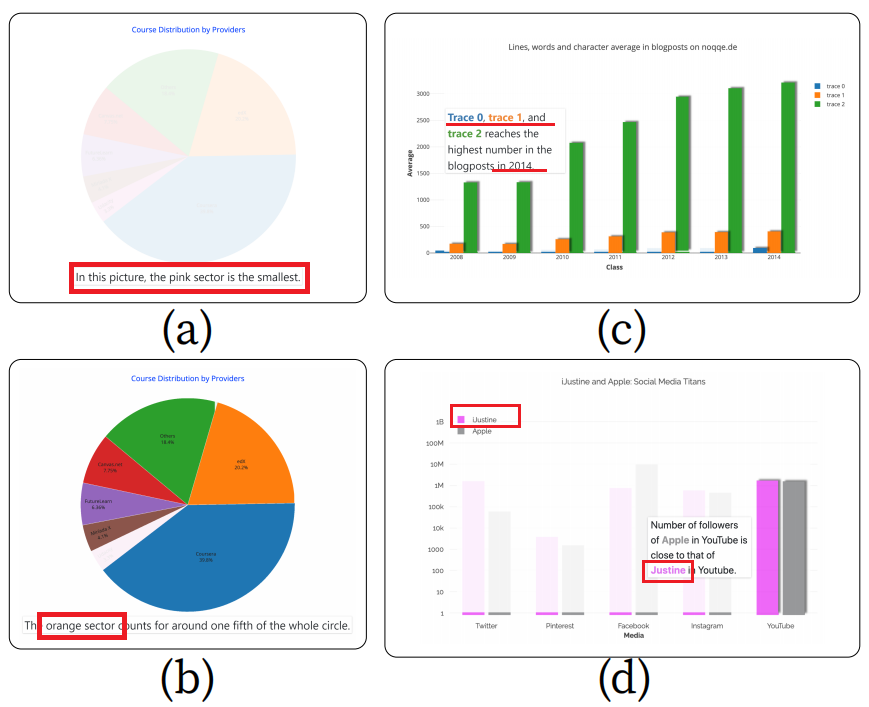 Course Distribution by Providers
In this picture, the pink sector is the smallest.
(a)
Lines, words and character average in blogposts on noqqe.de
trace 0
trace 1
trace 2
3000
2500
2000
1500
1000
500
0
Average
Trace 0, trace 1, and
trace 2 reaches the
highest number in the
blogposts in 2014.
2008 2009 2010 2011 2012 2013 2014
Class
(c)
Course Distribution by Providers
Others
18.4%
edX
20.2%
Canvas.net
7.75%
FutureLearn
6.36%
Coursera
The orange sector counts for around one fifth of the whole circle.
(b)
iJustine and Apple: Social Media Titans
iJustine
Apple
1B
100M
10M
1M
100k
10k
1000
100
10
1
Number of followers
of Apple in YouTube is
close to that of
Justine in Youtube.
Twitter Pinterest Facebook Instagram YouTube
Media
(d)